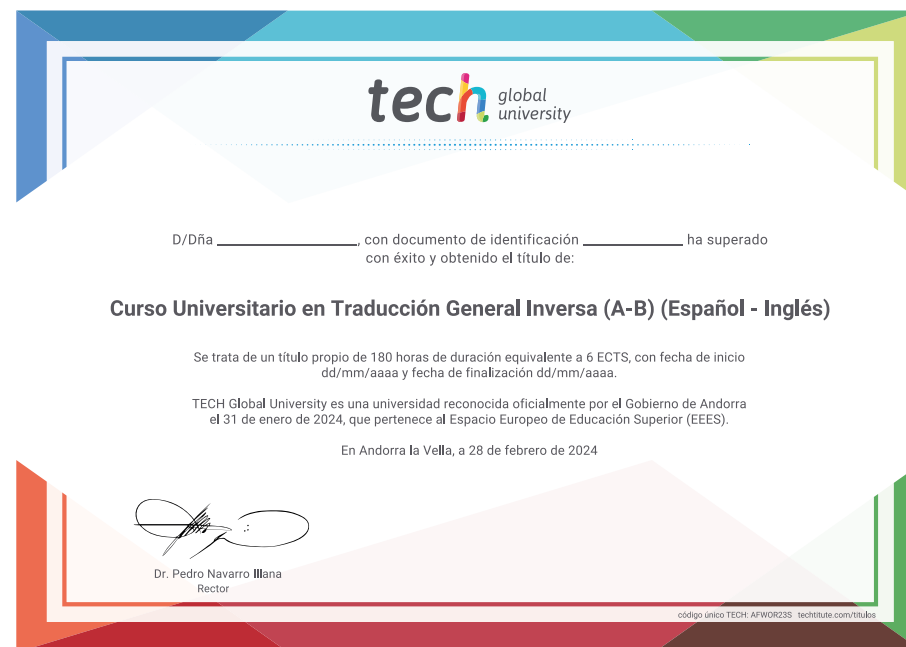 tech global university
D/Dña ______________, con documento de identificación __________ ha superado
con éxito y obtenido el título de:
Curso Universitario en Traducción General Inversa (A-B) (Español - Inglés)
Se trata de un título propio de 180 horas de duración equivalente a 6 ECTS, con fecha de inicio
dd/mm/aaaa y fecha de finalización dd/mm/aaaa.
TECH Global University es una universidad reconocida oficialmente por el Gobierno de Andorra
el 31 de enero de 2024, que pertenece al Espacio Europeo de Educación Superior (EEES).
En Andorra la Vella, a 28 de febrero de 2024
Dr. Pedro Navarro Illana
Rector
código único TECH: AFWOR23S techtitute.com/titulos